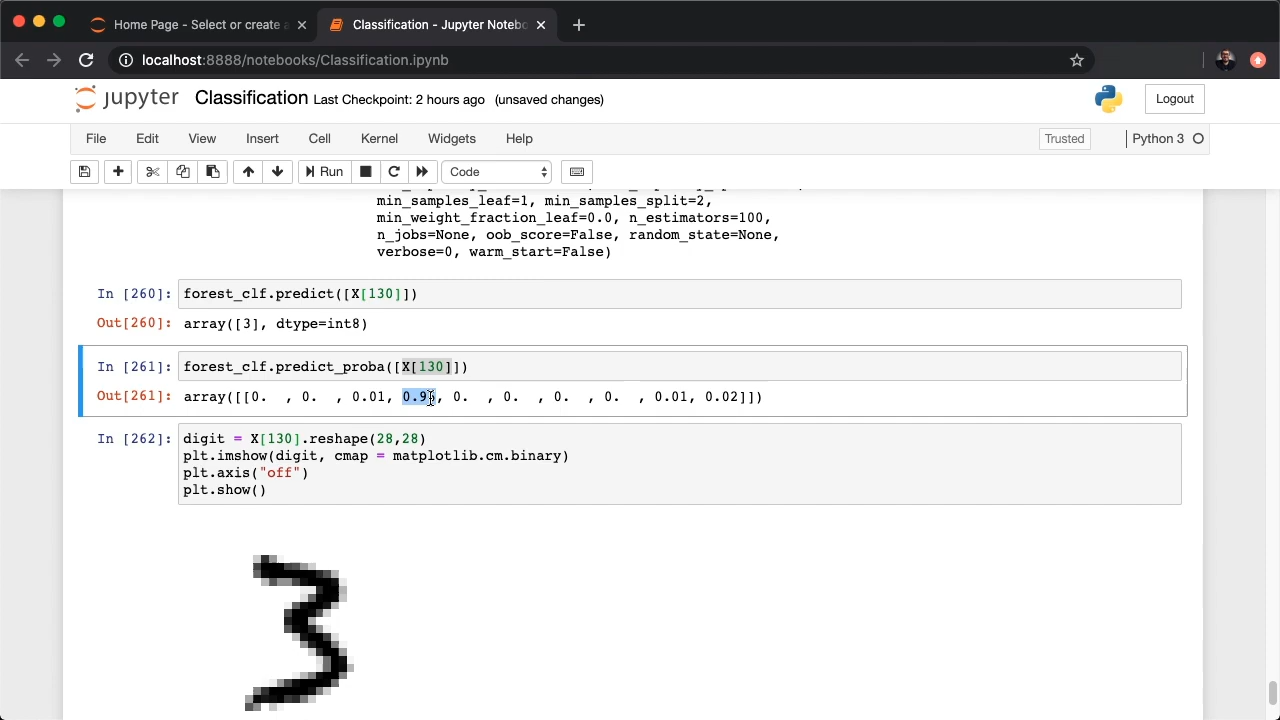 Home Page - Select or create a
Classification - Jupyter Notebo
localhost:8888/notebooks/Classification.ipynb
jupyter Classification Last Checkpoint: 2 hours ago (unsaved changes) Logout
File Edit View Insert Cell Kernel Widgets Help Trusted Python 3
Run Code
min_samples_leaf=1, min_samples_split=2,
min_weight_fraction_leaf=0.0, n_estimators=100,
n_jobs=None, oob_score=False, random_state=None,
verbose=0, warm_start=False)
In [260]: forest_clf.predict([X[130]])
Out[260]: array([3], dtype=int8)
In [261]: forest_clf.predict_proba([X[130]])
Out[261]: array([[0. , 0. , 0.01, 0. , 0. , 0. , 0. , 0.01, 0.02]])
In [262]: digit = X[130].reshape(28,28)
plt.imshow(digit, cmap = matplotlib.cm.binary)
plt.axis("off")
plt.show()
3